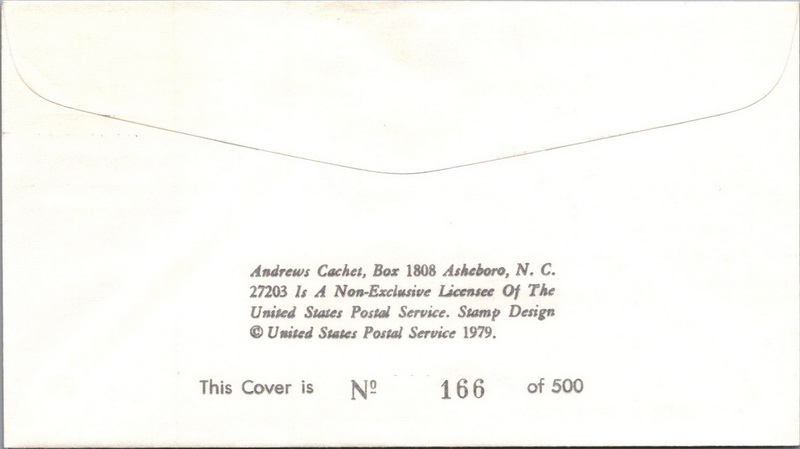 Andrews Cachet, Box 1808 Asheboro, N. C.
27203 Is A Non-Exclusive Licensee Of The
United States Postal Service. Stamp Design
© United States Postal Service 1979.
This Cover is Nº 166 of 500